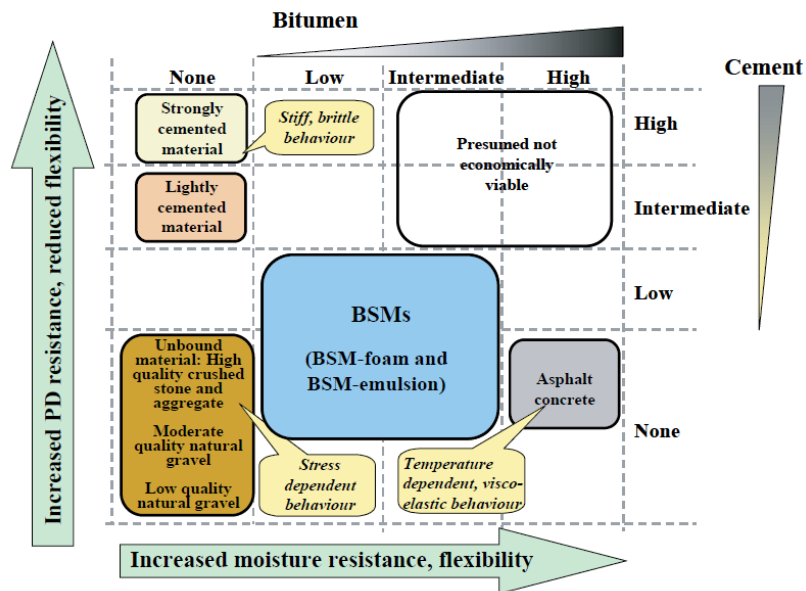 Bitumen
None
Low
Intermediate
High
Cement
Strongly
cemented
material
Stiff, brittle
behaviour
Presumed not
economically
viable
High
Lightly
cemented
material
Intermediate
BSMs
(BSM-foam and
BSM-emulsion)
Low
Unbound
material: High
quality crushed
stone and
aggregate
Moderate
quality natural
gravel
Low quality
natural gravel
Asphalt
concrete
None
Stress
dependent
behaviour
Temperature
dependent, visco-
elastic behaviour
Increased PD resistance, reduced flexibility
Increased moisture resistance, flexibility